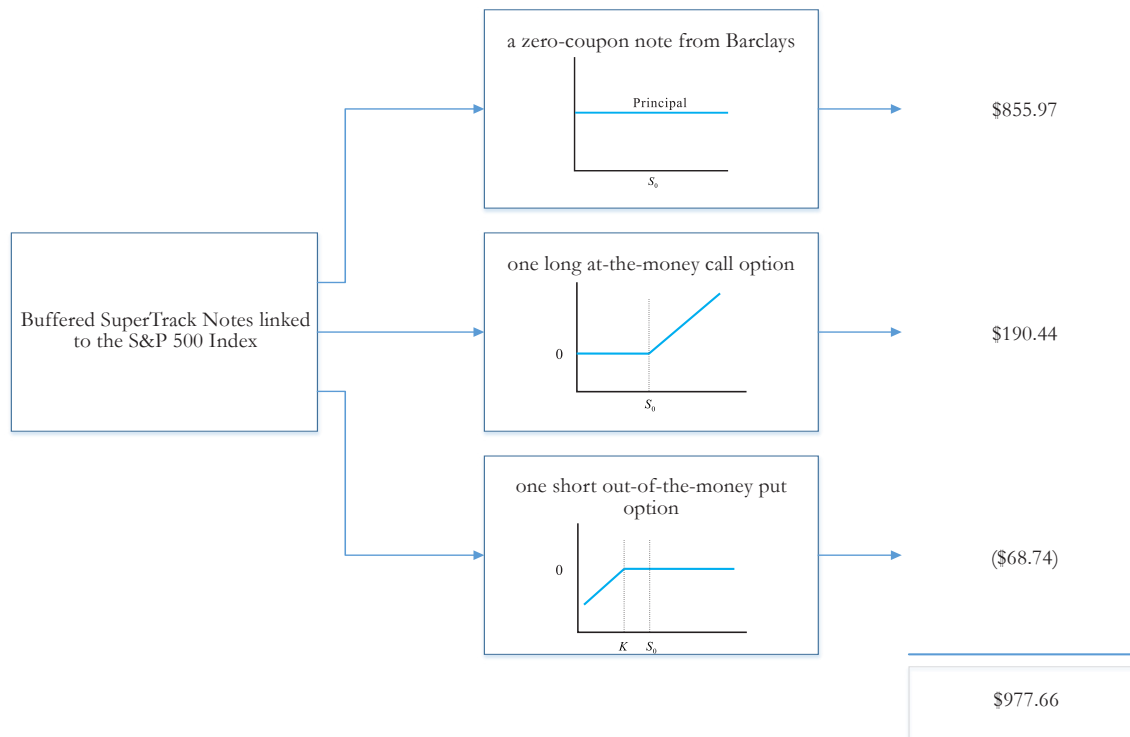 a zero-coupon note from Barclays
Principal
S₀
$855.97
Buffered SuperTrack Notes linked
to the S&P 500 Index
one long at-the-money call option
0
S₀
$190.44
one short out-of-the-money put
option
0
K S₀
($68.74)
$977.66